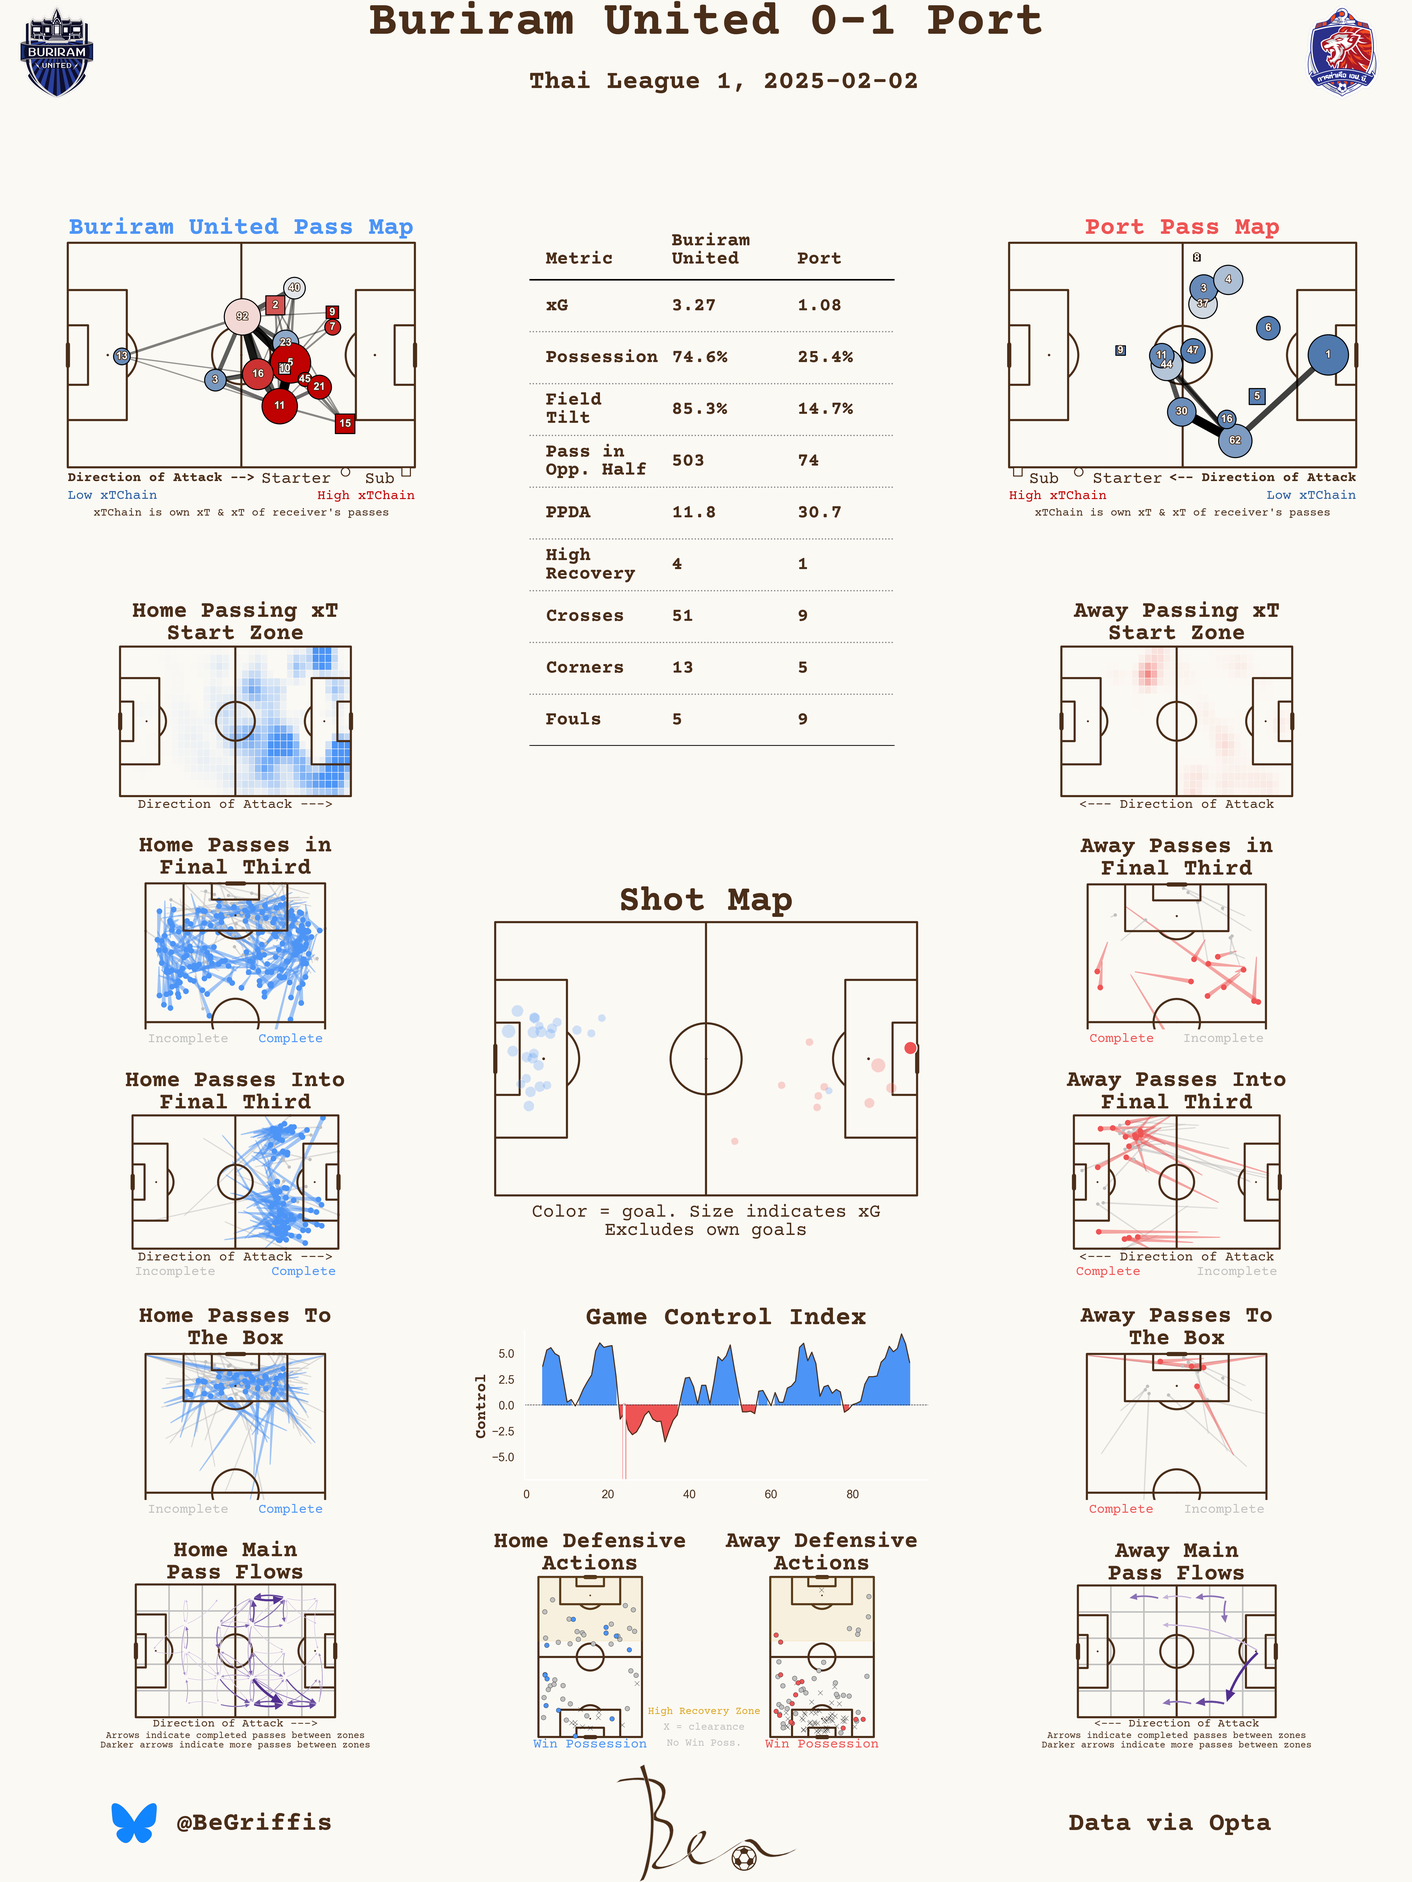 Buriram United 0-1 Port
Thai League 1, 2025-02-02
BURIRAM
UNITED
การท่าเรือ เอฟ.ซี.
Buriram United Pass Map
13
92
3
16
11
2
40
23
5
10
45
21
9
7
15
Direction of Attack --> Starter Sub
Low xTChain High xTChain
xTChain is own xT & xT of receiver's passes
Metric Buriram United Port
xG 3.27 1.08
Possession 74.6% 25.4%
Field Tilt 85.3% 14.7%
Pass in Opp. Half 503 74
PPDA 11.8 30.7
High Recovery 4 1
Crosses 51 9
Corners 13 5
Fouls 5 9
Port Pass Map
8
3
4
37
6
9
11
47
44
1
5
30
16
62
Sub Starter <-- Direction of Attack
High xTChain Low xTChain
xTChain is own xT & xT of receiver's passes
Home Passing xT
Start Zone
Direction of Attack --->
Away Passing xT
Start Zone
<--- Direction of Attack
Home Passes in
Final Third
Incomplete Complete
Away Passes in
Final Third
Complete Incomplete
Shot Map
Color = goal. Size indicates xG
Excludes own goals
Home Passes Into
Final Third
Direction of Attack --->
Incomplete Complete
Away Passes Into
Final Third
<--- Direction of Attack
Complete Incomplete
Home Passes To
The Box
Incomplete Complete
Game Control Index
Control
5.0
2.5
0.0
−2.5
−5.0
0 20 40 60 80
Away Passes To
The Box
Complete Incomplete
Home Main
Pass Flows
Direction of Attack --->
Arrows indicate completed passes between zones
Darker arrows indicate more passes between zones
Home Defensive
Actions
Win Possession
High Recovery Zone
X = clearance
No Win Poss.
Away Defensive
Actions
Win Possession
Away Main
Pass Flows
<--- Direction of Attack
Arrows indicate completed passes between zones
Darker arrows indicate more passes between zones
@BeGriffis
Ben
Data via Opta